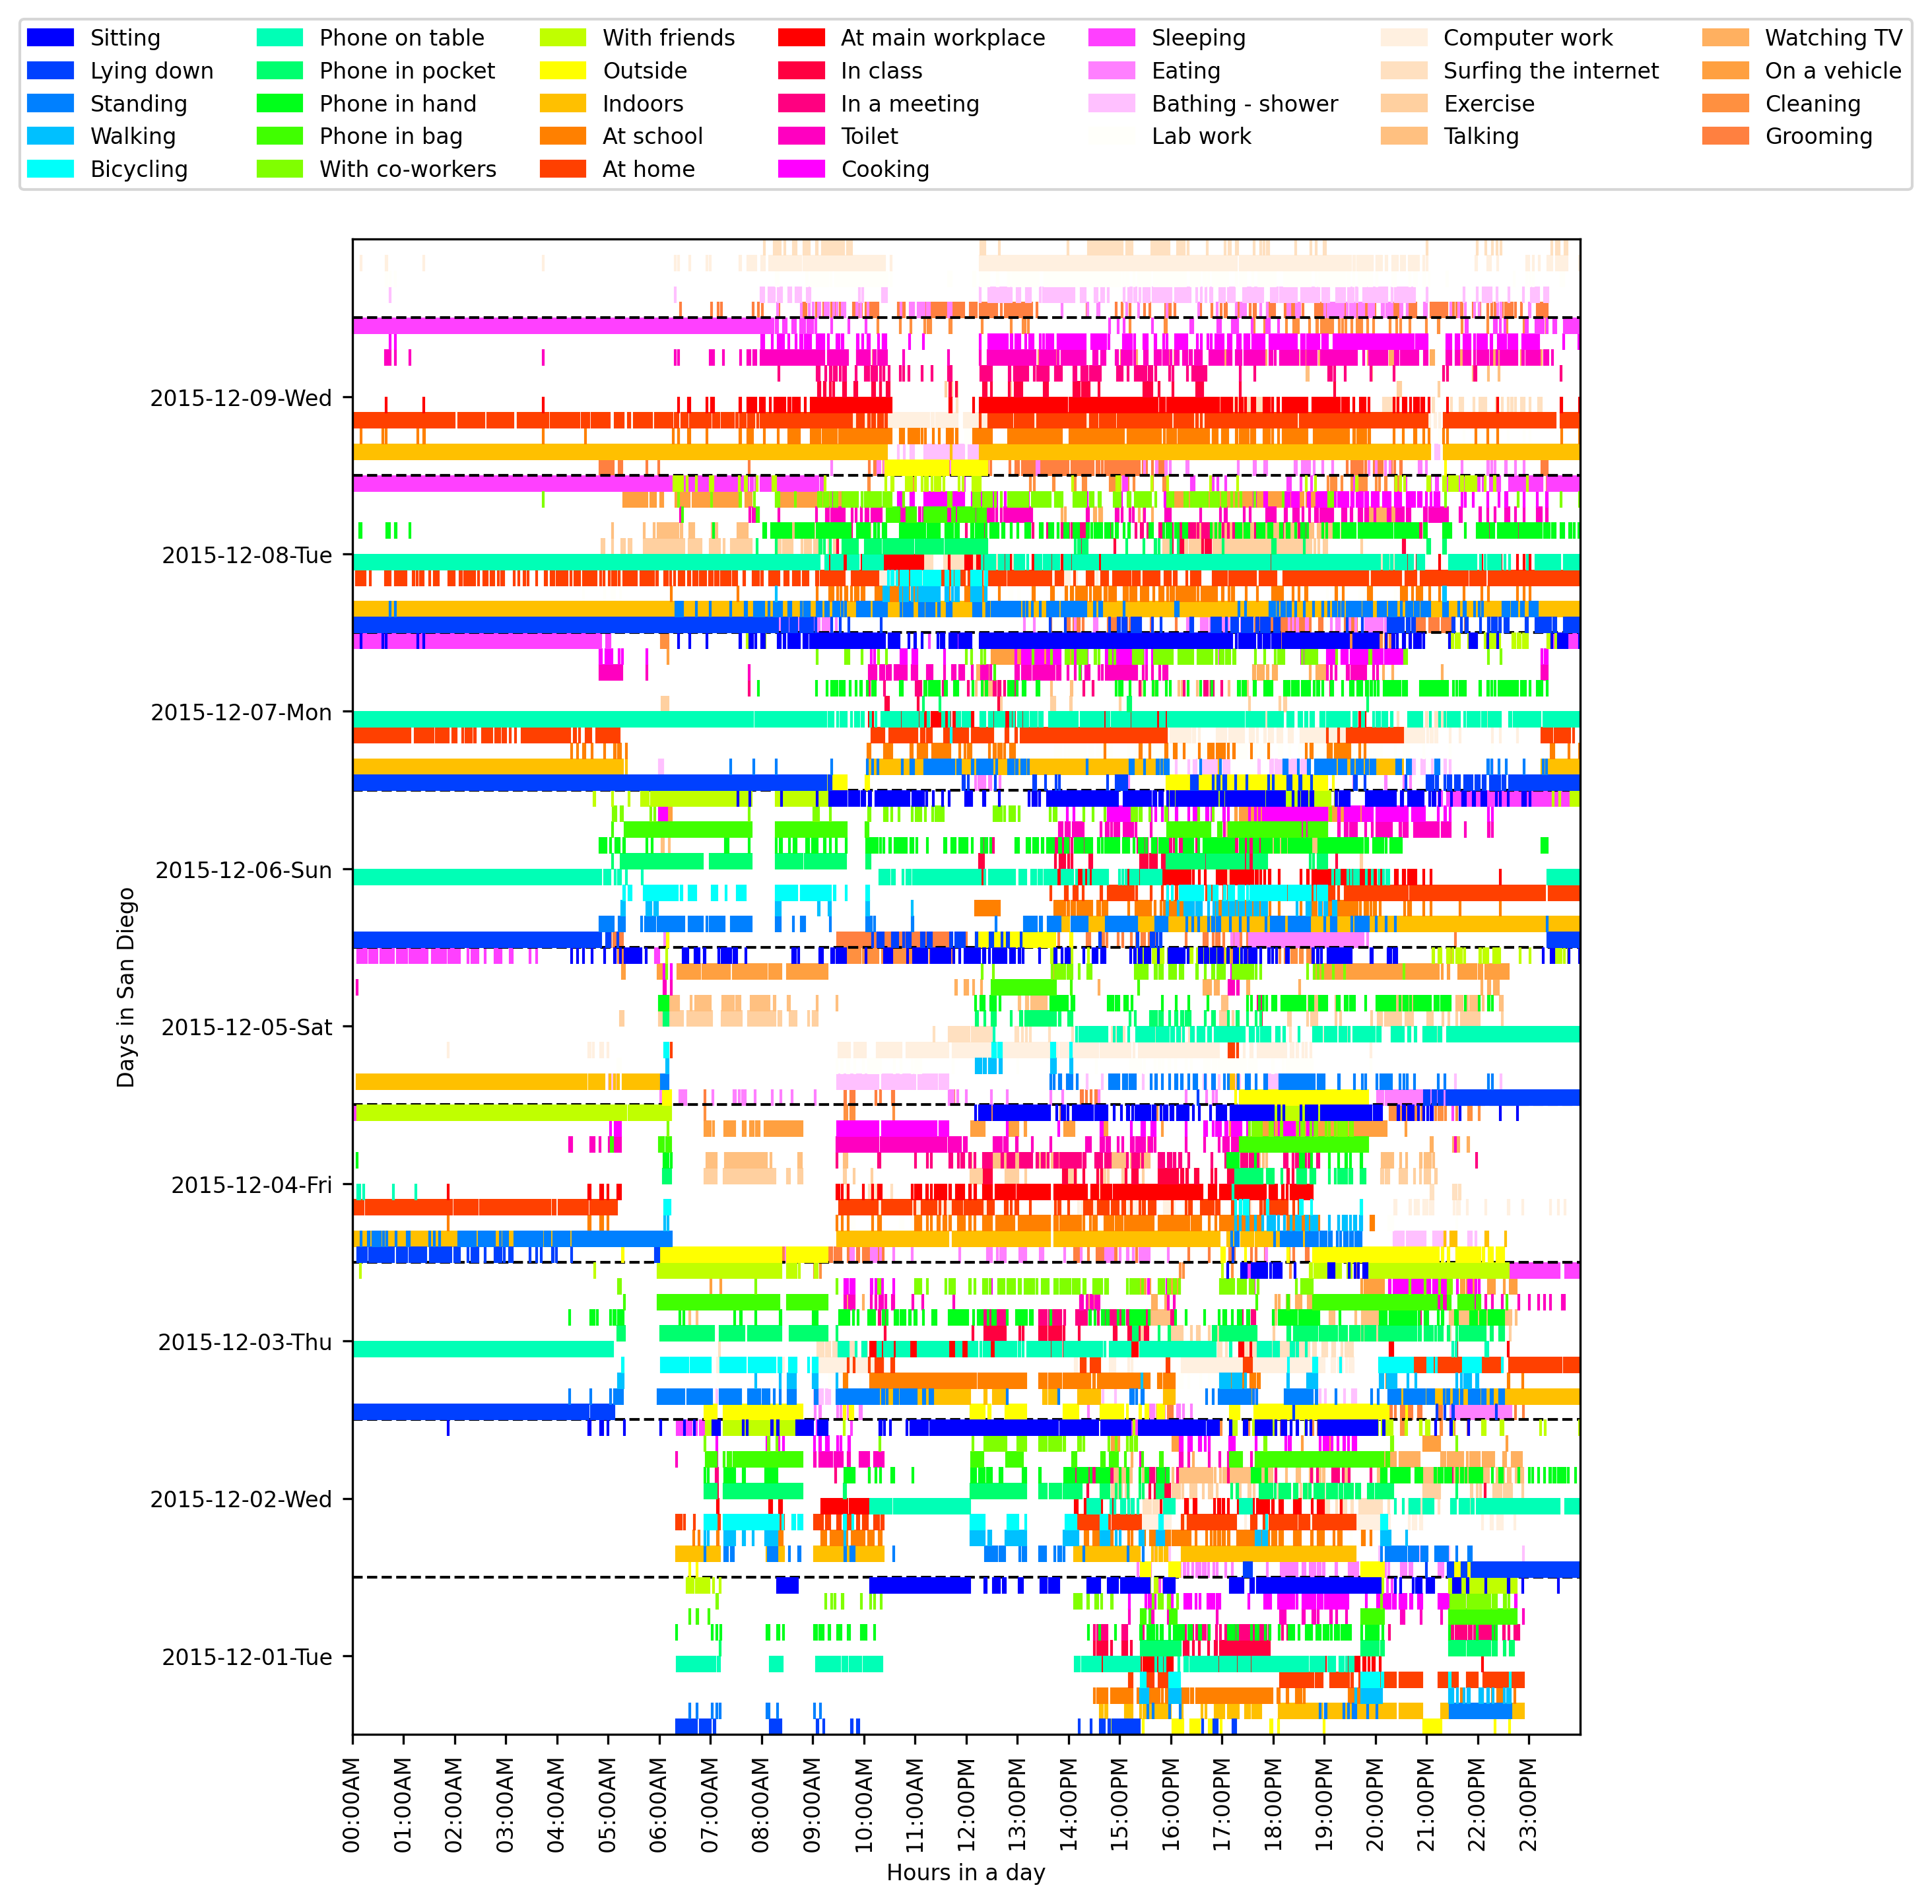 Sitting
Lying down
Standing
Walking
Bicycling
Phone on table
Phone in pocket
Phone in hand
Phone in bag
With co-workers
With friends
Outside
Indoors
At school
At home
At main workplace
In class
In a meeting
Toilet
Cooking
Sleeping
Eating
Bathing - shower
Lab work
Computer work
Surfing the internet
Exercise
Talking
Watching TV
On a vehicle
Cleaning
Grooming
Days in San Diego
2015-12-09-Wed
2015-12-08-Tue
2015-12-07-Mon
2015-12-06-Sun
2015-12-05-Sat
2015-12-04-Fri
2015-12-03-Thu
2015-12-02-Wed
2015-12-01-Tue
00:00AM
01:00AM
02:00AM
03:00AM
04:00AM
05:00AM
06:00AM
07:00AM
08:00AM
09:00AM
10:00AM
11:00AM
12:00PM
13:00PM
14:00PM
15:00PM
16:00PM
17:00PM
18:00PM
19:00PM
20:00PM
21:00PM
22:00PM
23:00PM
Hours in a day